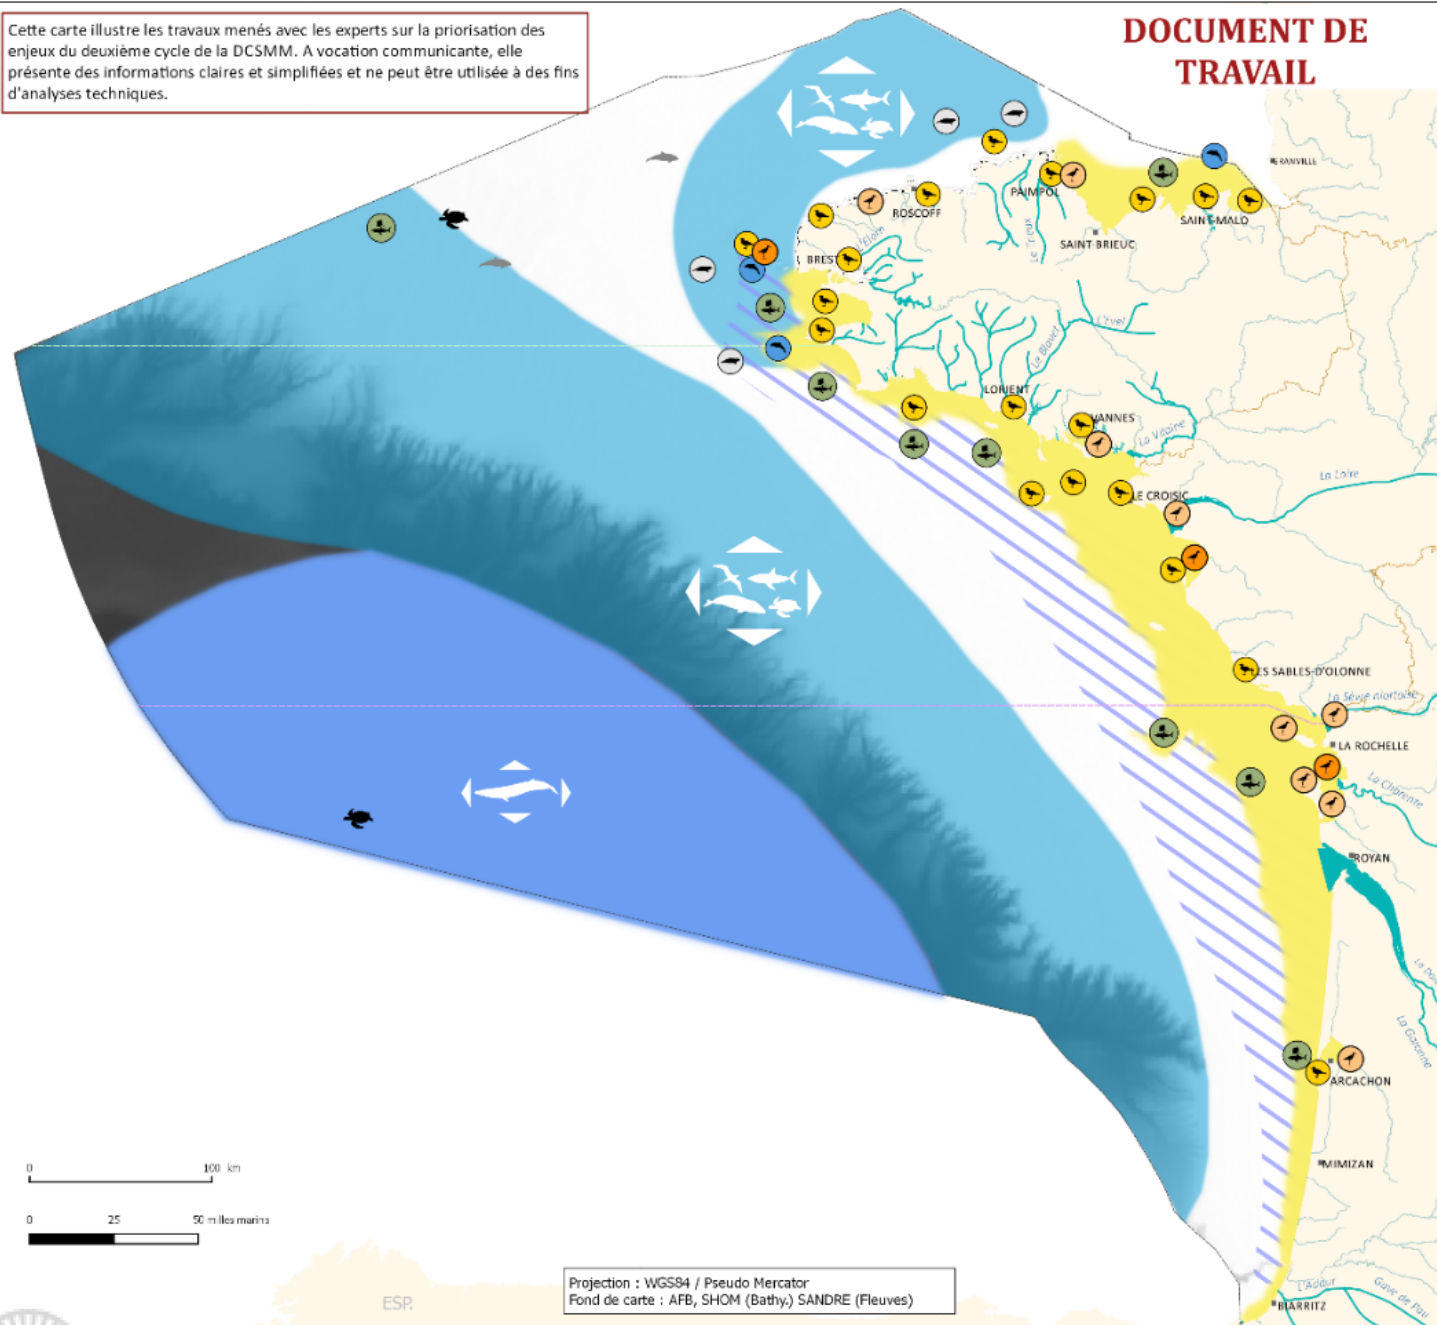 Cette carte illustre les travaux menés avec les experts sur la priorisation des
enjeux du deuxième cycle de la DCSMM. A vocation communicante, elle
présente des informations claires et simplifiées et ne peut être utilisée à des fins
d'analyses techniques.
DOCUMENT DE
TRAVAIL
GRANVILLE
PAIMPOL
ROSCOFF
SAINT-MALO
SAINT BRIEUC
Le Trieux
L'Elorn
BREST
L'Evel
Le Blavet
LORIENT
VANNES
La Vilaine
La Loire
LE CROISIC
LES SABLES-D'OLONNE
La Sèvre niortaise
LA ROCHELLE
La Charente
ROYAN
La Garonne
ARCACHON
MIMIZAN
0 100 km
0 25 50 milles marins
Projection : WGS84 / Pseudo Mercator
Fond de carte : AFB, SHOM (Bathy.) SANDRE (Fleuves)
ESP.
L'Adour
Gave de Pau
BIARRITZ